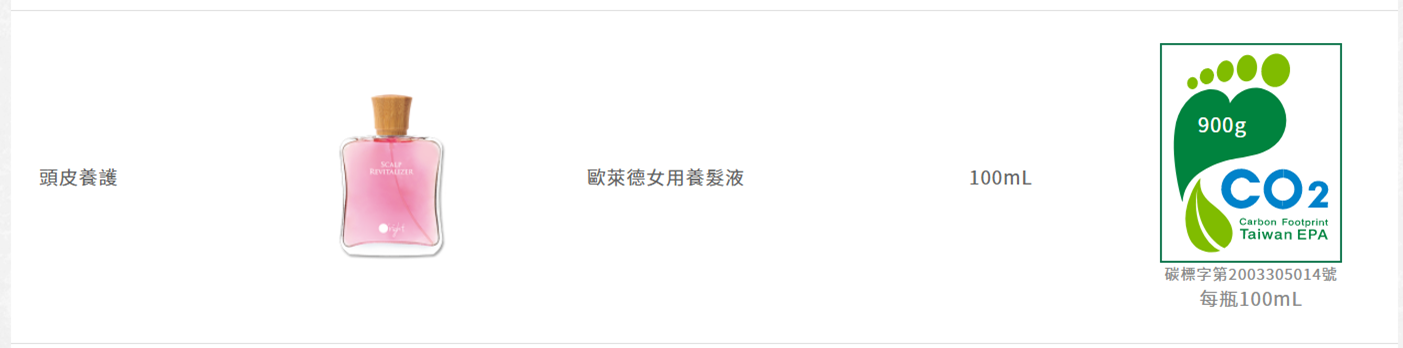 頭皮養護
SCALP
REVITALIZER
O'right
歐萊德女用養髮液
100mL
900g
CO2
Carbon Footprint
Taiwan EPA
碳標字第2003305014號
每瓶100mL